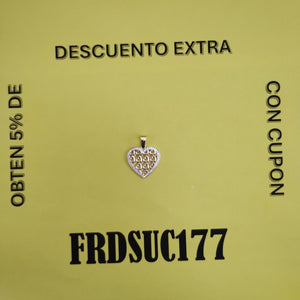 OBTEN 5% DE
DESCUENTO EXTRA
CON CUPON
FRDSUC177